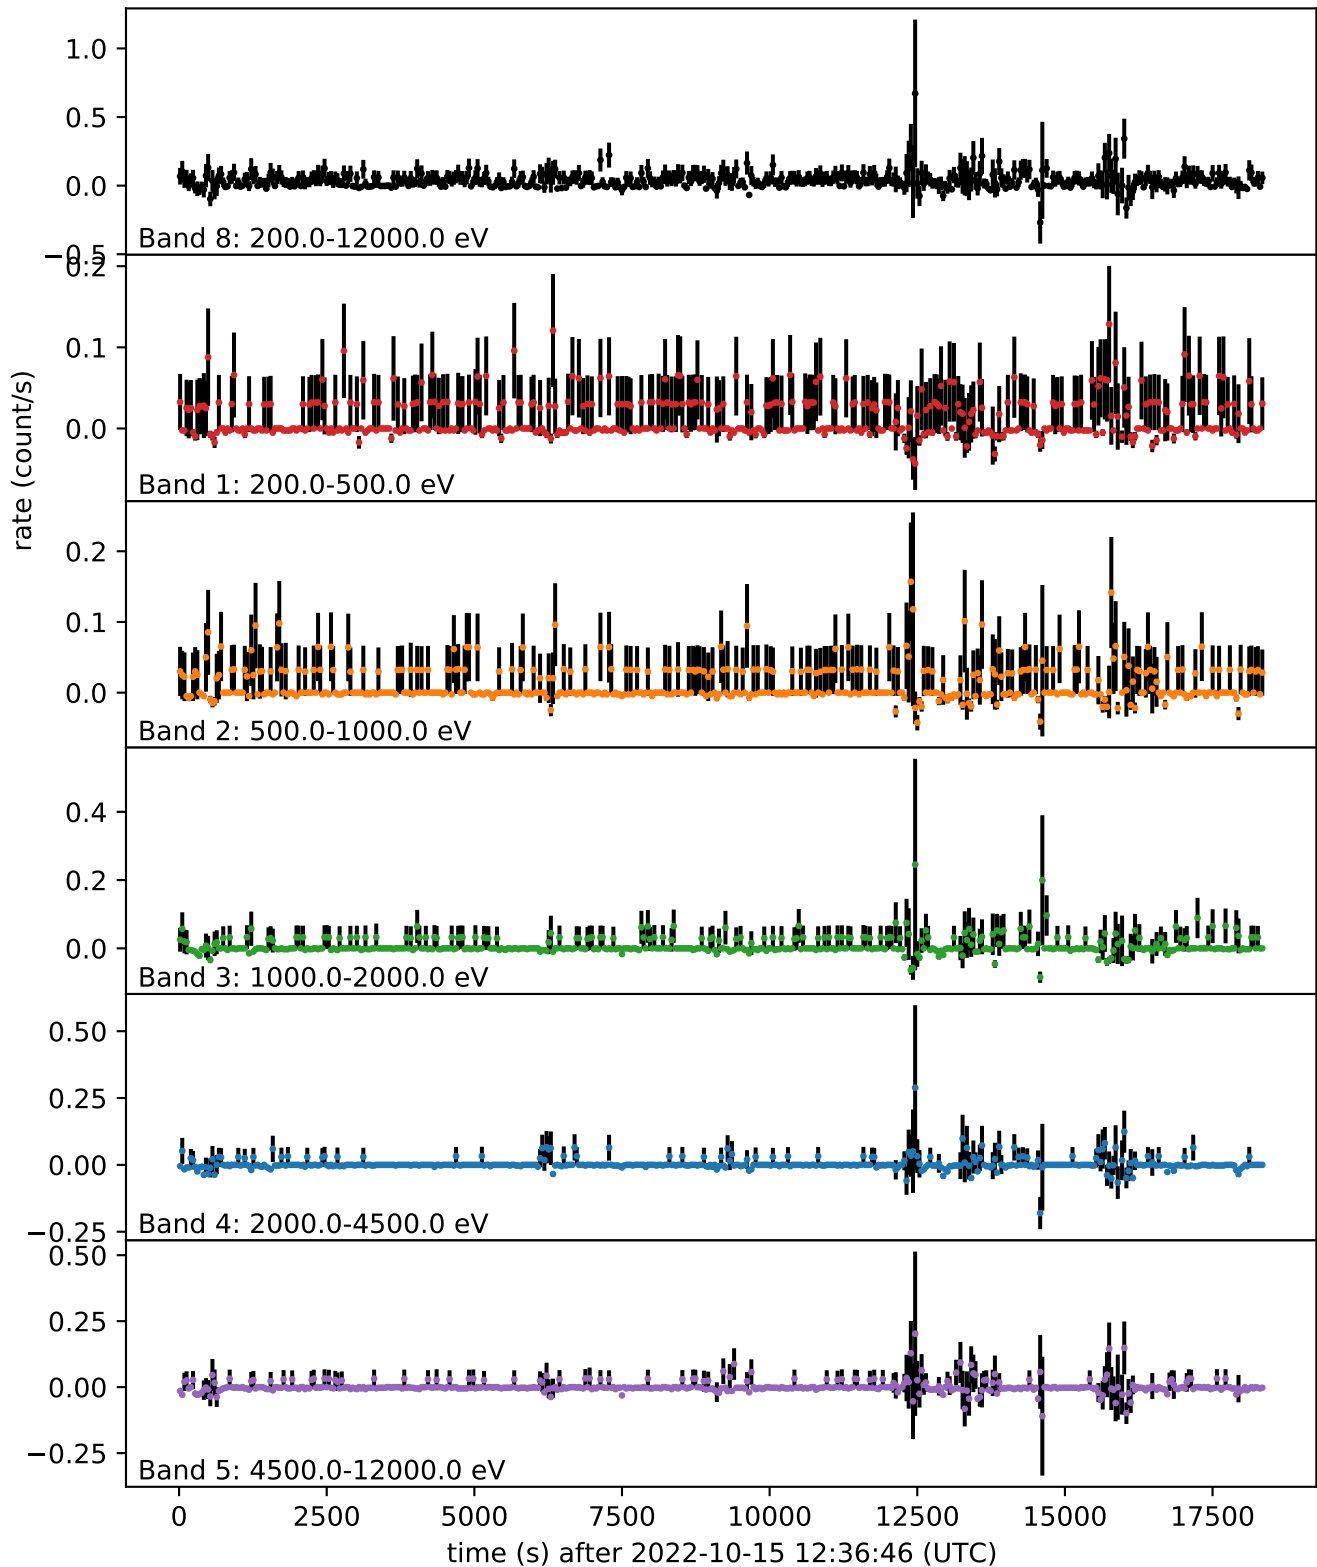 1.0
0.5
0.0
−0.5
Band 8: 200.0-12000.0 eV
0.2
0.1
0.0
Band 1: 200.0-500.0 eV
rate (count/s)
0.2
0.1
0.0
Band 2: 500.0-1000.0 eV
0.4
0.2
0.0
Band 3: 1000.0-2000.0 eV
0.50
0.25
0.00
−0.25
Band 4: 2000.0-4500.0 eV
0.50
0.25
0.00
−0.25
Band 5: 4500.0-12000.0 eV
0 2500 5000 7500 10000 12500 15000 17500
time (s) after 2022-10-15 12:36:46 (UTC)